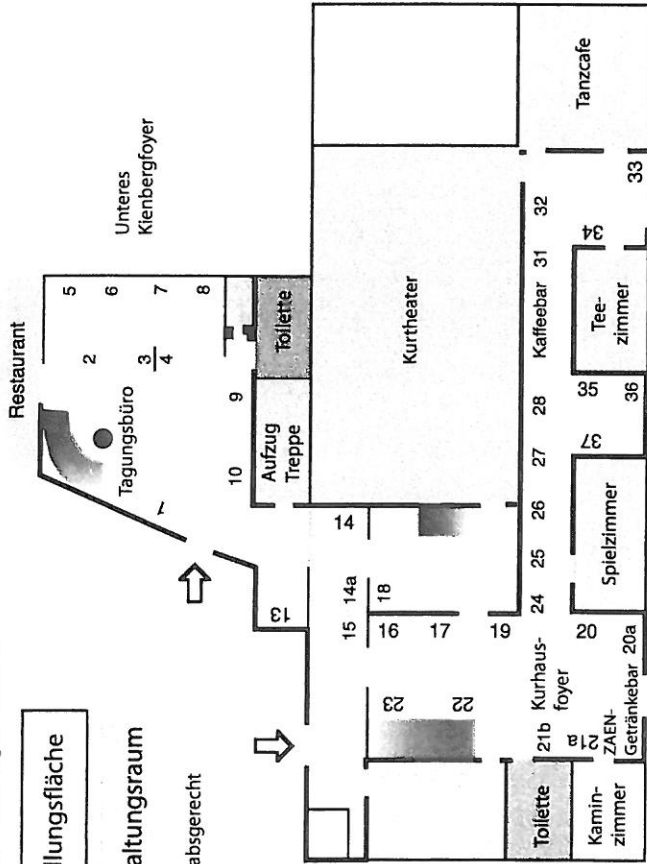 Restaurant
llungsfläche
altungsraum
absgerecht
Tagungsbüro
1
2
3
4
5
6
7
8
9
10
Unteres
Kienbergfoyer
Toilette
Aufzug
Treppe
13
14
14a
15
16
17
18
19
23
22
Kurtheater
Kurhaus-
foyer
21b
21a
ZAEN-
Getränkebar
20
20a
Toilette
Kamin-
zimmer
24
25
26
27
28
Kaffeebar
31
32
33
34
35
36
37
Spielzimmer
Tee-
zimmer
Tanzcafe